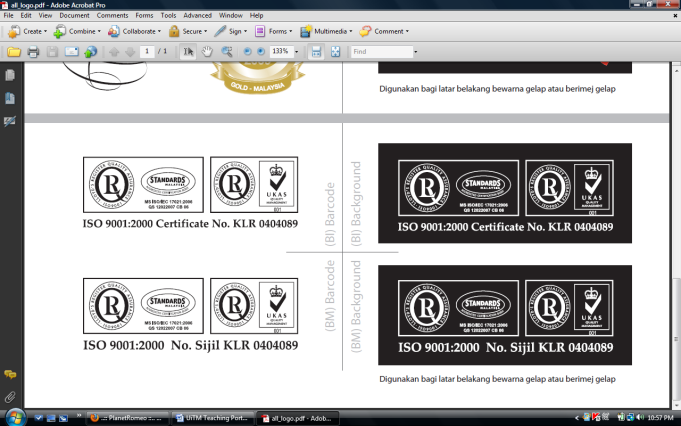 all_logo.pdf - Adobe Acrobat Pro
File Edit View Document Comments Forms Tools Advanced Window Help
Create Combine Collaborate Secure Sign Forms Multimedia Comment
1 / 1 133% Find
GOLD - MALAYSIA
Digunakan bagi latar belakang bewarna gelap atau berimej gelap
STANDARDS
MALAYSIA
MS ISO/IEC 17021:2006
QS 12022007 CB 06
UKAS
QUALITY
MANAGEMENT
001
ISO 9001:2000 Certificate No. KLR 0404089
(BI) Barcode
(BI) Background
STANDARDS
MALAYSIA
MS ISO/IEC 17021:2006
QS 12022007 CB 06
UKAS
QUALITY
MANAGEMENT
001
ISO 9001:2000 Certificate No. KLR 0404089
STANDARDS
MALAYSIA
MS ISO/IEC 17021:2006
QS 12022007 CB 06
UKAS
QUALITY
MANAGEMENT
001
ISO 9001:2000 No. Sijil KLR 0404089
(BM) Barcode
(BM) Background
STANDARDS
MALAYSIA
MS ISO/IEC 17021:2006
QS 12022007 CB 06
UKAS
QUALITY
MANAGEMENT
001
ISO 9001:2000 No. Sijil KLR 0404089
Digunakan bagi latar belakang bewarna gelap atau berimej gelap
..: PlanetRomeo ::... ... UiTM Teaching Port... all_logo.pdf - Adob... 10:57 PM